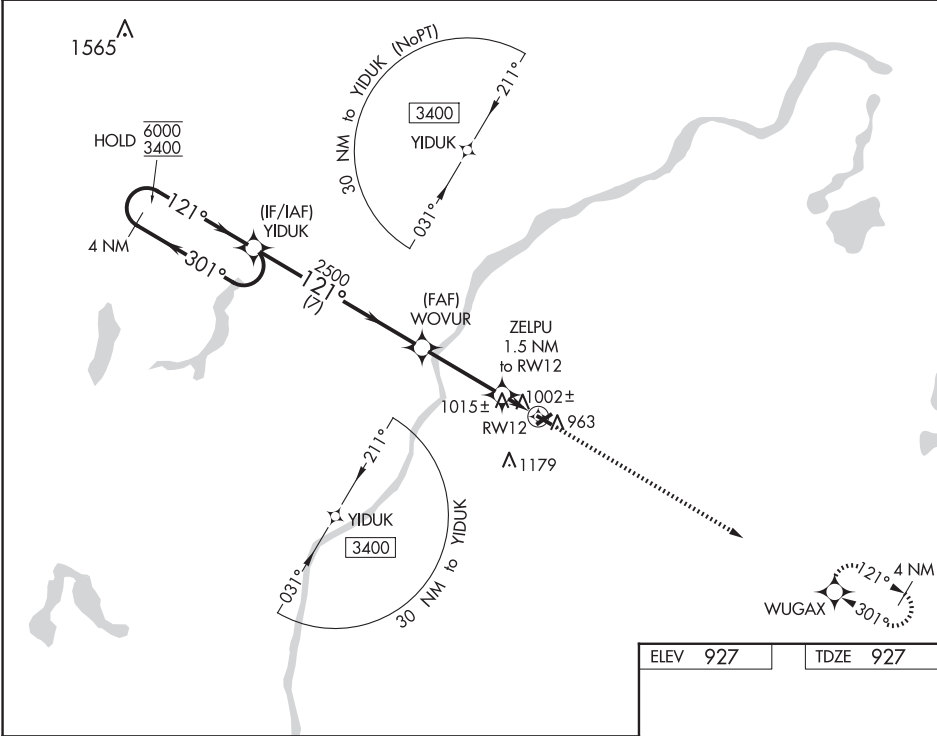 1565
30 NM to YIDUK (NoPT)
211°
3400
YIDUK
031°
HOLD 6000
3400
121°
(IF/IAF)
YIDUK
4 NM
301°
2500
121°
(7)
(FAF)
WOVUR
ZELPU
1.5 NM
to RW12
1015± 1002±
RW12 963
1179
211°
YIDUK
3400
031°
30 NM to YIDUK
121° 4 NM
WUGAX 301°
ELEV 927 TDZE 927